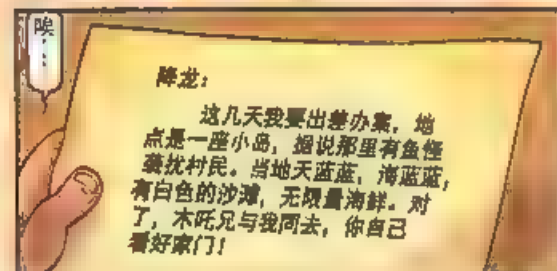 唉…
降龙：
这几天我要出差办案，地
点是一座小岛，据说那里有鱼怪
袭扰村民。当地天蓝蓝，海蓝蓝，
有白色的沙滩，无限量海鲜。对
了，木吒兄与我同去，你自己
看好家门！